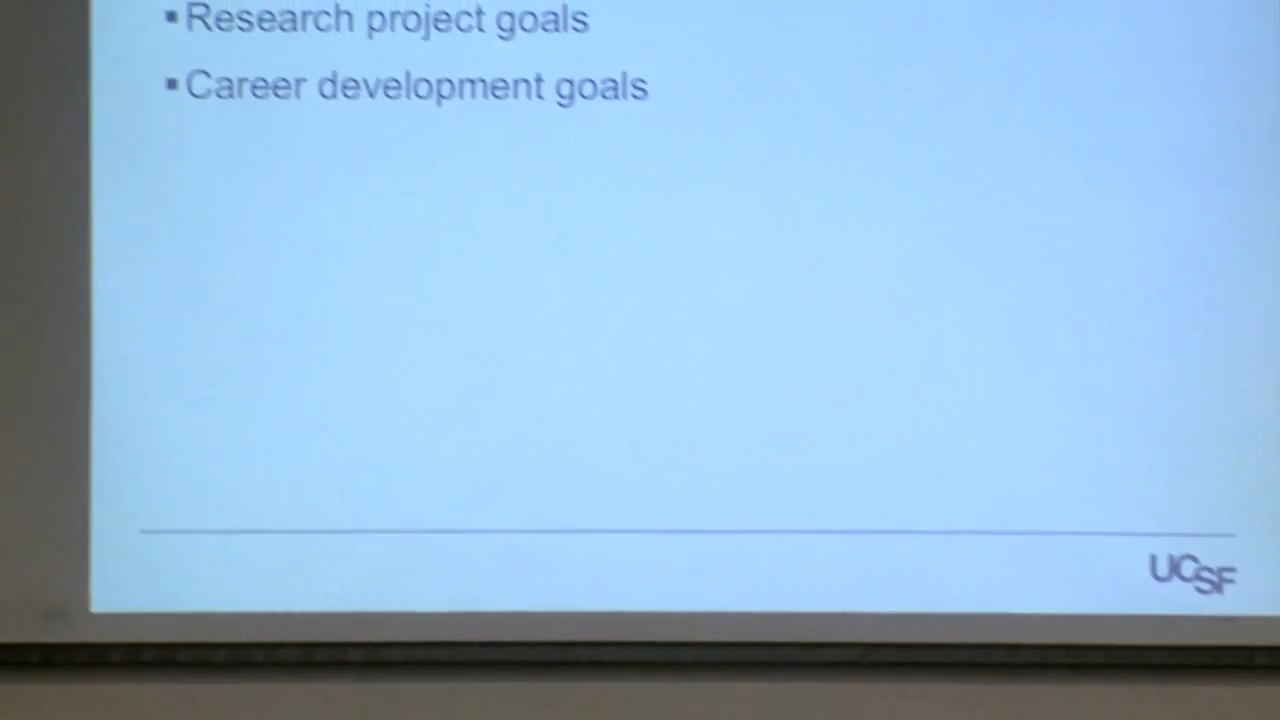 ▪ Research project goals
▪ Career development goals
UCSF